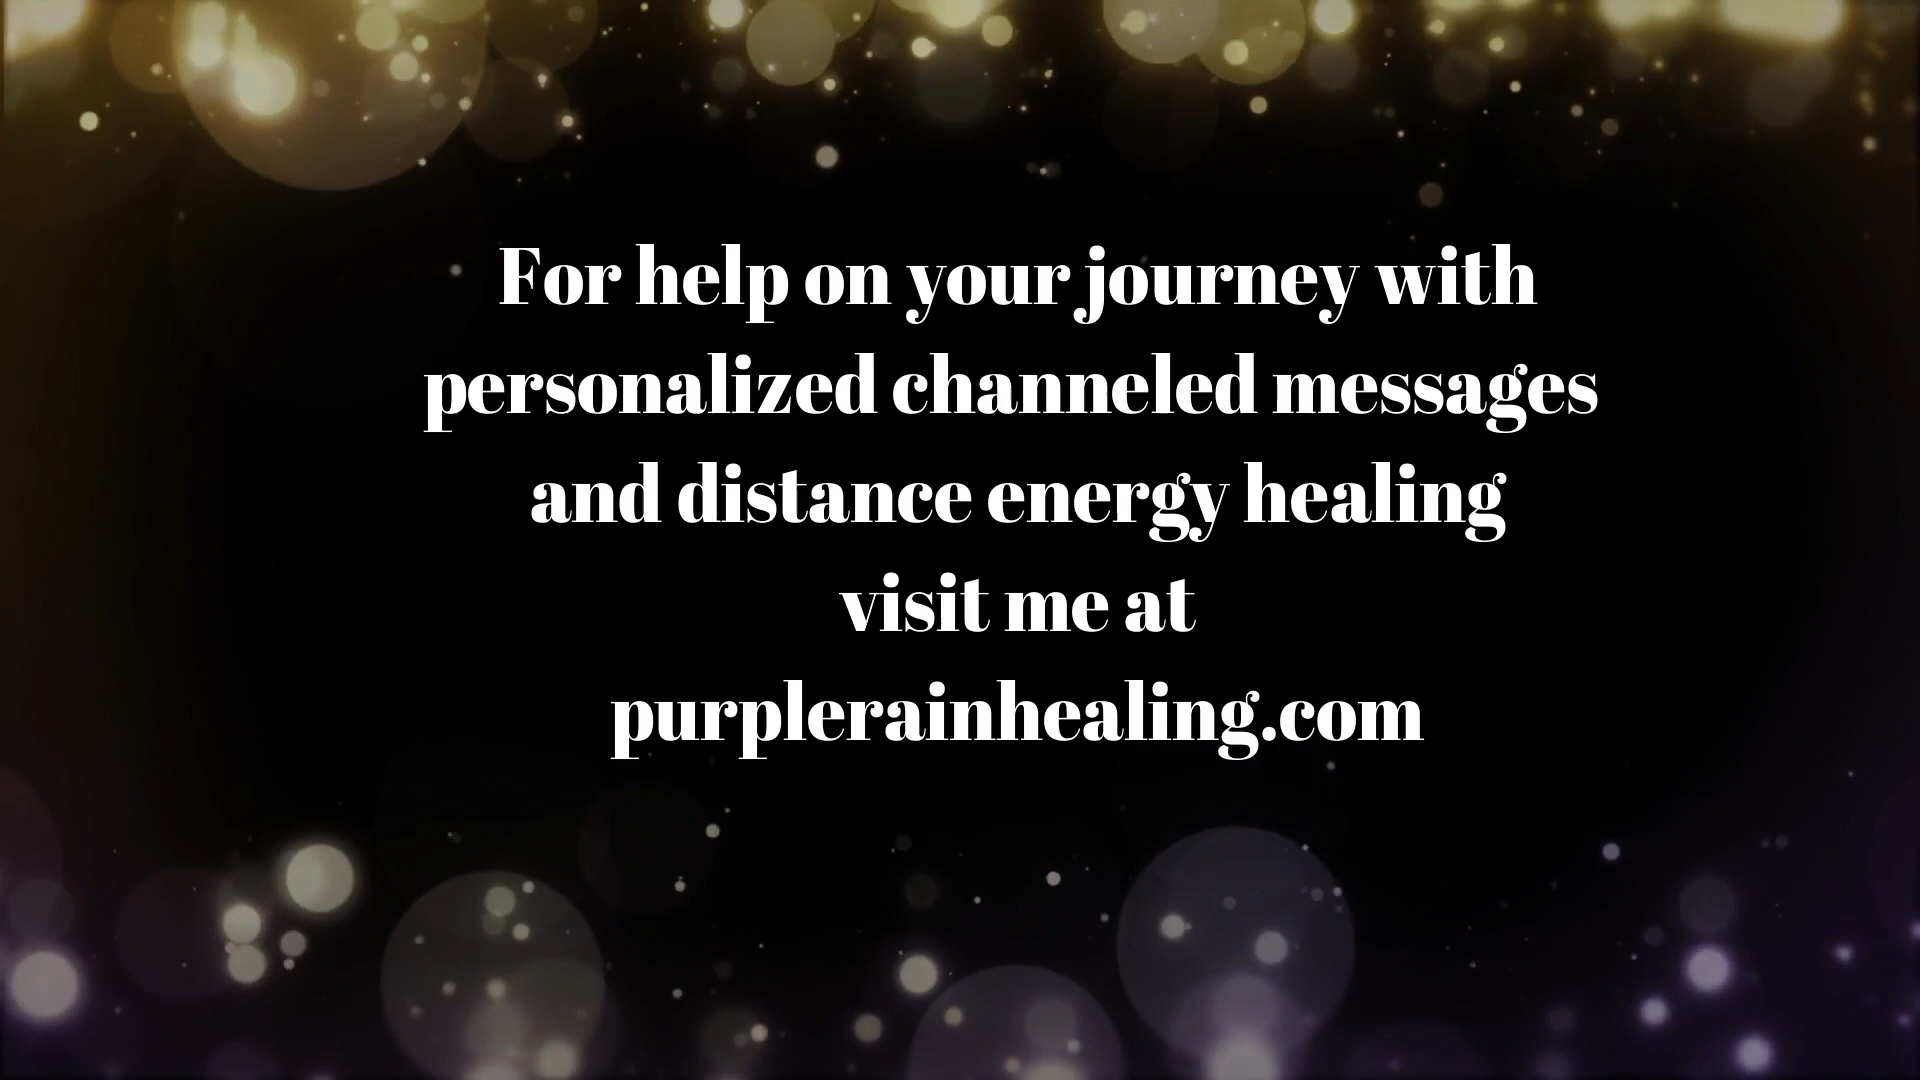 For help on your journey with
personalized channeled messages
and distance energy healing
visit me at
purplerainhealing.com